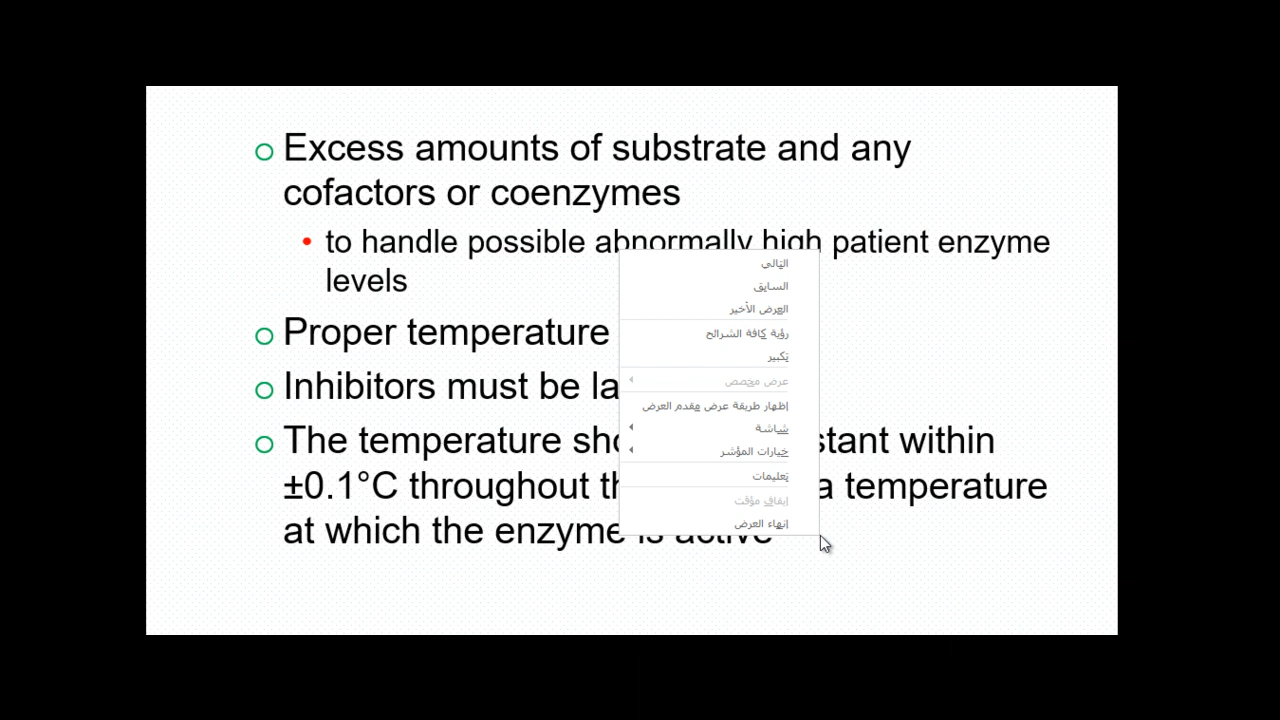 Excess amounts of substrate and any
cofactors or coenzymes
to handle possible abnormally high patient enzyme
levels
Proper temperature
Inhibitors must be la
The temperature sho stant within
±0.1°C throughout th a temperature
at which the enzyme is active
التالي
السابق
العرض الأخير
رؤية كافة الشرائح
تكبير
عرض مخصص
إظهار طريقة عرض مقدم العرض
شاشة
خيارات المؤشر
تعليمات
إيقاف مؤقت
إنهاء العرض